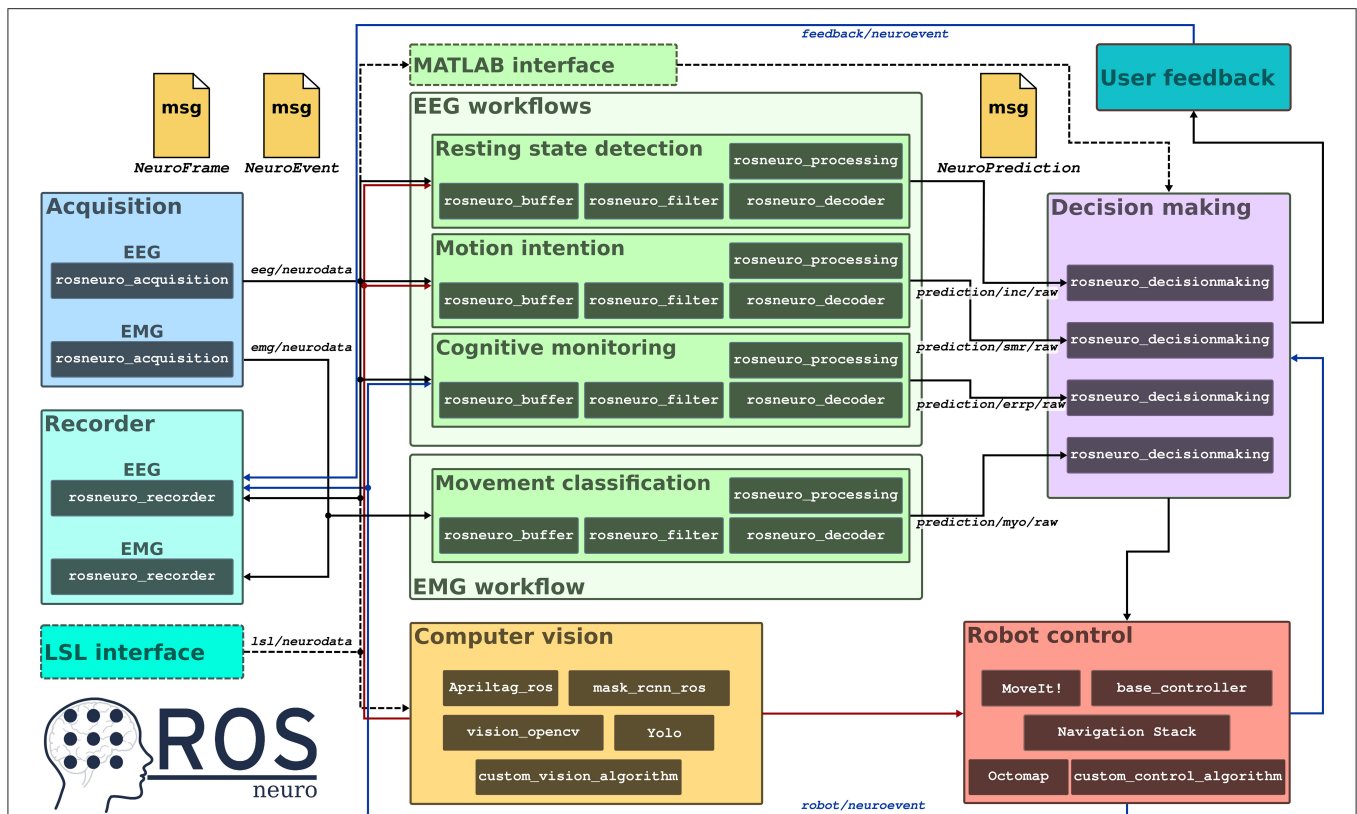 feedback/neuroevent
MATLAB interface
User feedback
msg
msg
msg
NeuroFrame
NeuroEvent
NeuroPrediction
EEG workflows
Resting state detection
rosneuro_processing
rosneuro_buffer
rosneuro_filter
rosneuro_decoder
Motion intention
rosneuro_processing
rosneuro_buffer
rosneuro_filter
rosneuro_decoder
Cognitive monitoring
rosneuro_processing
rosneuro_buffer
rosneuro_filter
rosneuro_decoder
Acquisition
EEG
rosneuro_acquisition
EMG
rosneuro_acquisition
eeg/neurodata
emg/neurodata
Recorder
EEG
rosneuro_recorder
EMG
rosneuro_recorder
LSL interface
lsl/neurodata
Movement classification
rosneuro_processing
rosneuro_buffer
rosneuro_filter
rosneuro_decoder
EMG workflow
prediction/inc/raw
prediction/smr/raw
prediction/errp/raw
prediction/myo/raw
Decision making
rosneuro_decisionmaking
rosneuro_decisionmaking
rosneuro_decisionmaking
rosneuro_decisionmaking
Computer vision
Apriltag_ros
mask_rcnn_ros
vision_opencv
Yolo
custom_vision_algorithm
Robot control
MoveIt!
base_controller
Navigation Stack
Octomap
custom_control_algorithm
robot/neuroevent
ROS
neuro